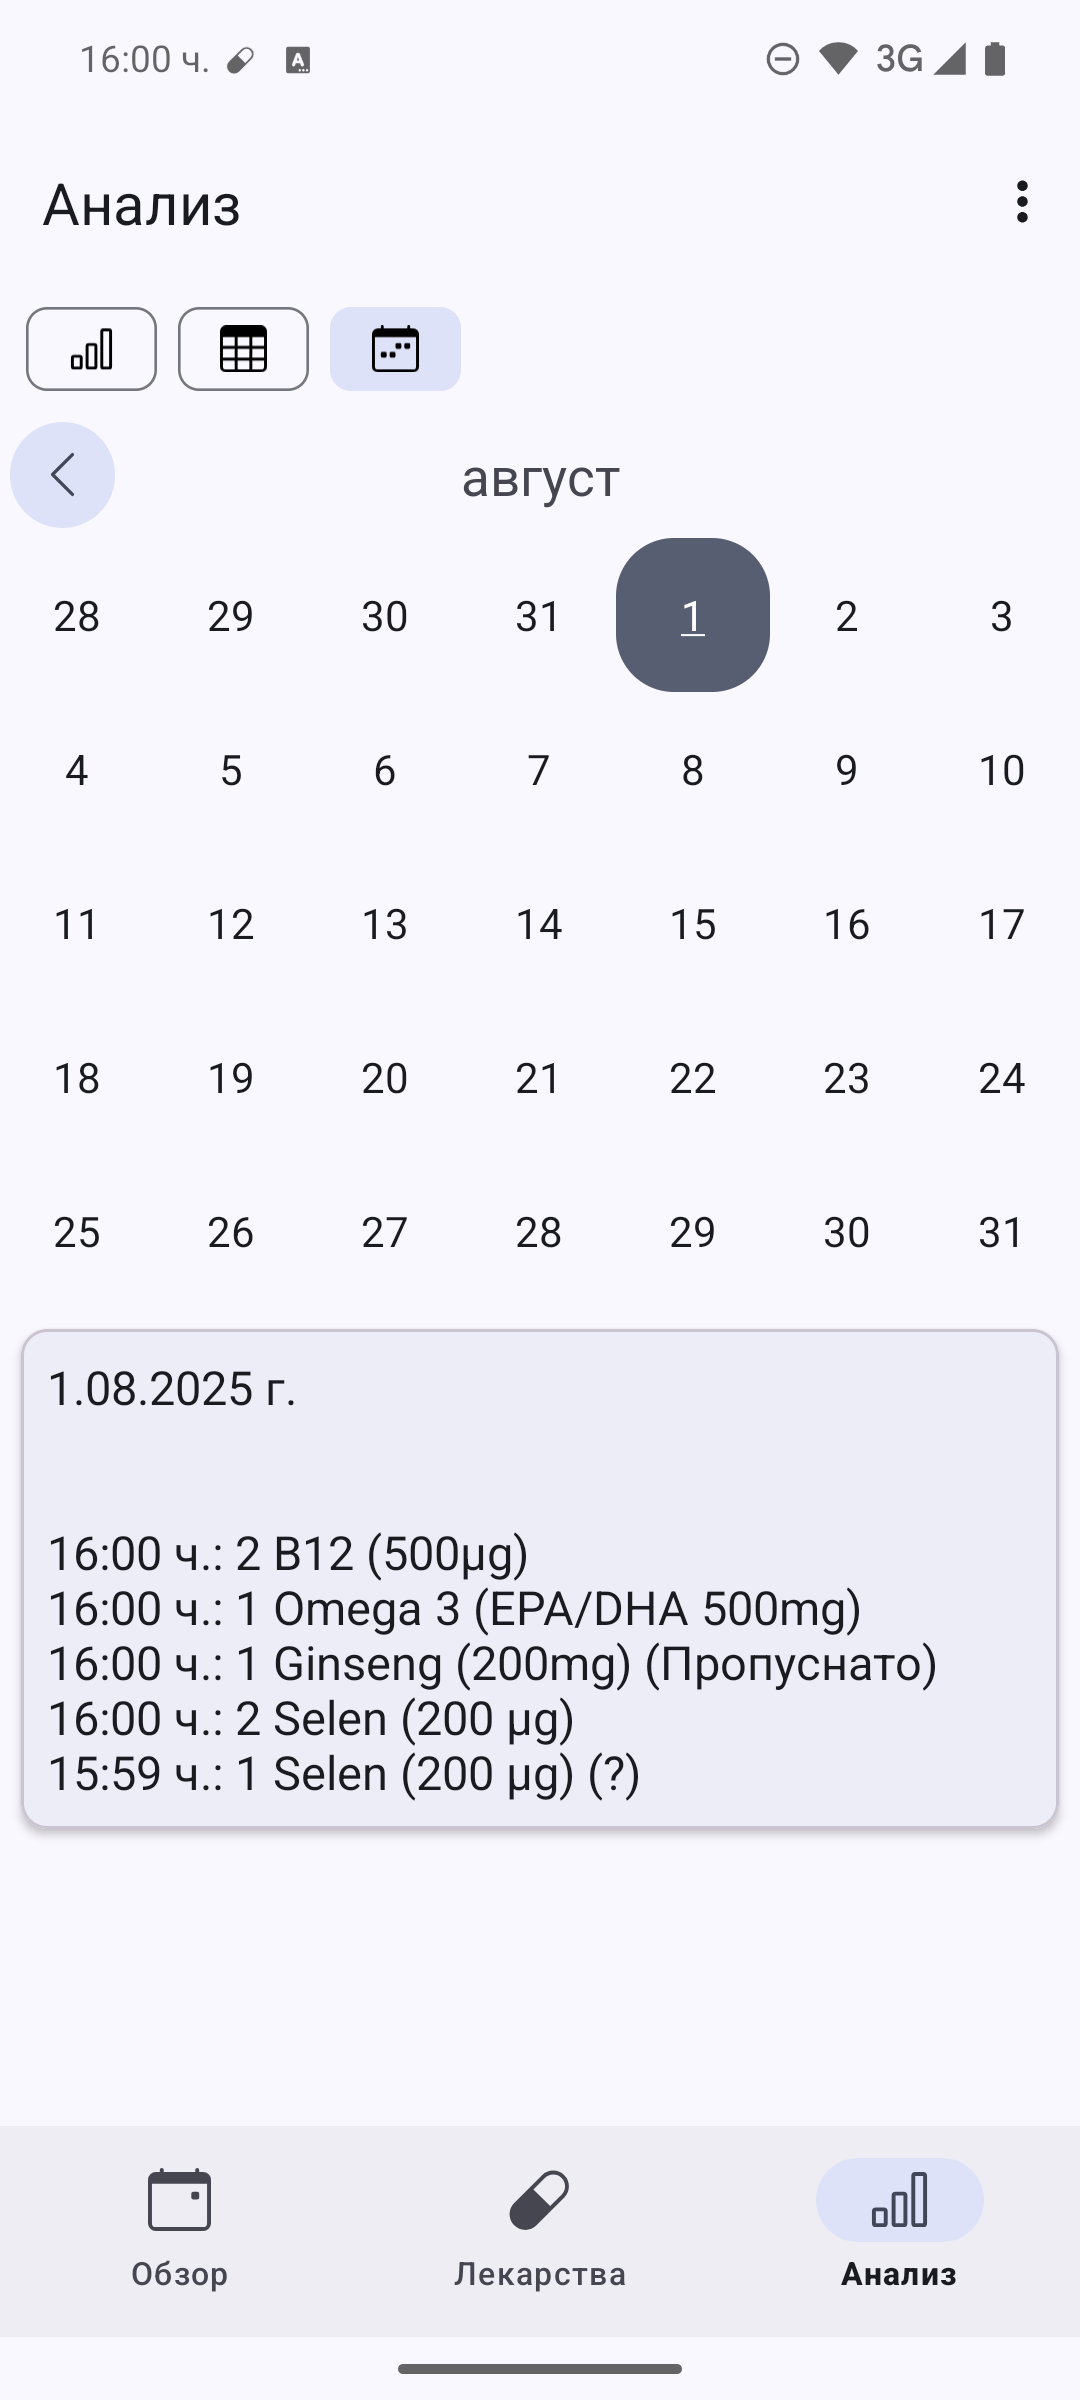 16:00 ч.
3G
Анализ
август
28 29 30 31 1 2 3
4 5 6 7 8 9 10
11 12 13 14 15 16 17
18 19 20 21 22 23 24
25 26 27 28 29 30 31
1.08.2025 г.
16:00 ч.: 2 B12 (500µg)
16:00 ч.: 1 Omega 3 (EPA/DHA 500mg)
16:00 ч.: 1 Ginseng (200mg) (Пропуснато)
16:00 ч.: 2 Selen (200 µg)
15:59 ч.: 1 Selen (200 µg) (?)
Обзор Лекарства Анализ